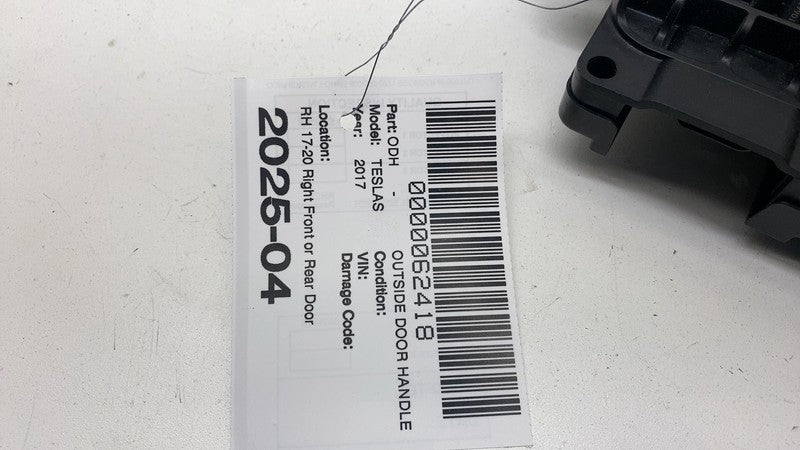 0000062418
Part: ODH - OUTSIDE DOOR HANDLE
Model: TESLAS Condition:
Year: 2017 VIN:
Damage Code:
Location:
RH 17-20 Right Front or Rear Door
2025-04